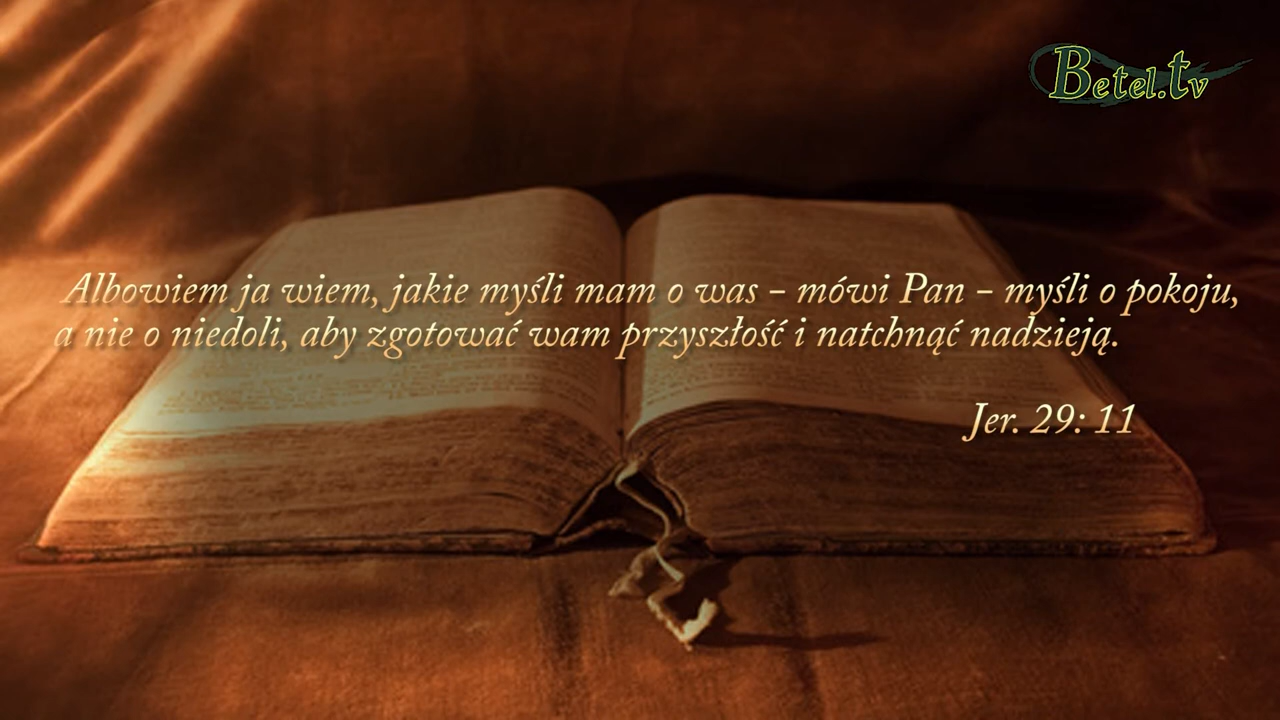 Betel.tv
Albowiem ja wiem, jakie myśli mam o was – mówi Pan – myśli o pokoju,
a nie o niedoli, aby zgotować wam przyszłość i natchnąć nadzieją.
Jer. 29: 11